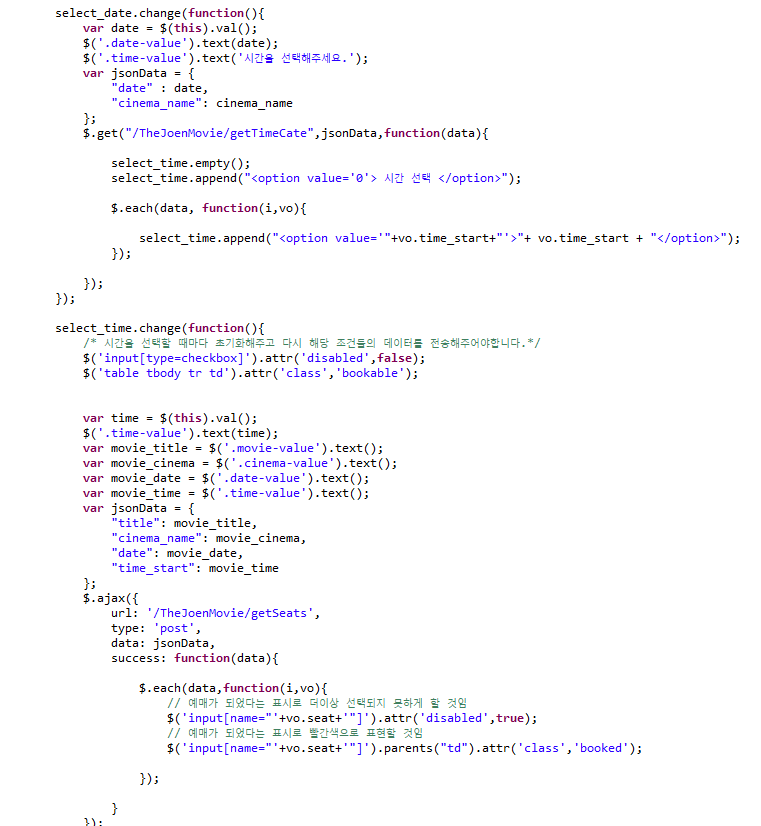 select_date.change(function(){
var date = $(this).val();
$('.date-value').text(date);
$('.time-value').text('시간을 선택해주세요.');
var jsonData = {
"date" : date,
"cinema_name": cinema_name
};
$.get("/TheJoenMovie/getTimeCate",jsonData,function(data){
select_time.empty();
select_time.append("<option value='0'> 시간 선택 </option>");
$.each(data, function(i,vo){
select_time.append("<option value='"+vo.time_start+"'>"+ vo.time_start + "</option>");
});
});
});
select_time.change(function(){
/* 시간을 선택할 때마다 초기화해주고 다시 해당 조건들의 데이터를 전송해주어야합니다.*/
$('input[type=checkbox]').attr('disabled',false);
$('table tbody tr td').attr('class','bookable');
var time = $(this).val();
$('.time-value').text(time);
var movie_title = $('.movie-value').text();
var movie_cinema = $('.cinema-value').text();
var movie_date = $('.date-value').text();
var movie_time = $('.time-value').text();
var jsonData = {
"title": movie_title,
"cinema_name": movie_cinema,
"date": movie_date,
"time_start": movie_time
};
$.ajax({
url: '/TheJoenMovie/getSeats',
type: 'post',
data: jsonData,
success: function(data){
$.each(data,function(i,vo){
// 예매가 되었다는 표시로 더이상 선택되지 못하게 할 것임
$('input[name="'+vo.seat+'"]').attr('disabled',true);
// 예매가 되었다는 표시로 빨간색으로 표현할 것임
$('input[name="'+vo.seat+'"]').parents("td").attr('class','booked');
});
}
});